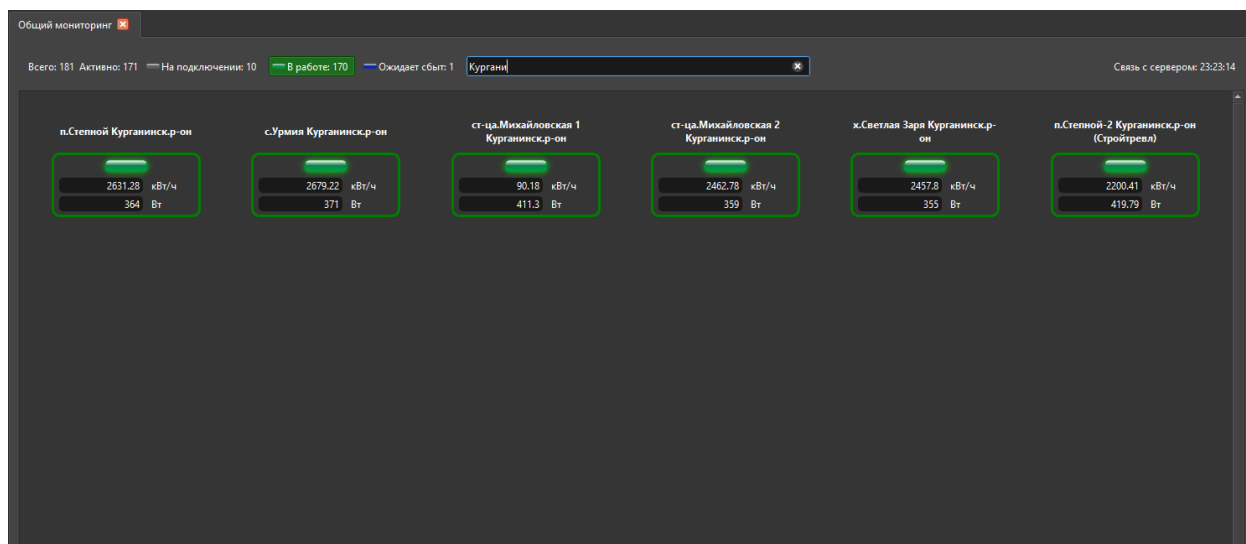 Общий мониторинг
Всего: 181 Активно: 171 На подключении: 10 В работе: 170 Ожидает сбыт: 1 Кургани Связь с сервером: 23:23:14
п.Степной Курганинск.р-он
2631.28 кВт/ч
364 Вт
с.Урмия Курганинск.р-он
2679.22 кВт/ч
371 Вт
ст-ца.Михайловская 1
Курганинск.р-он
90.18 кВт/ч
411.3 Вт
ст-ца.Михайловская 2
Курганинск.р-он
2462.78 кВт/ч
359 Вт
х.Светлая Заря Курганинск.р-
он
2457.8 кВт/ч
355 Вт
п.Степной-2 Курганинск.р-он
(Стройтревл)
2200.41 кВт/ч
419.79 Вт